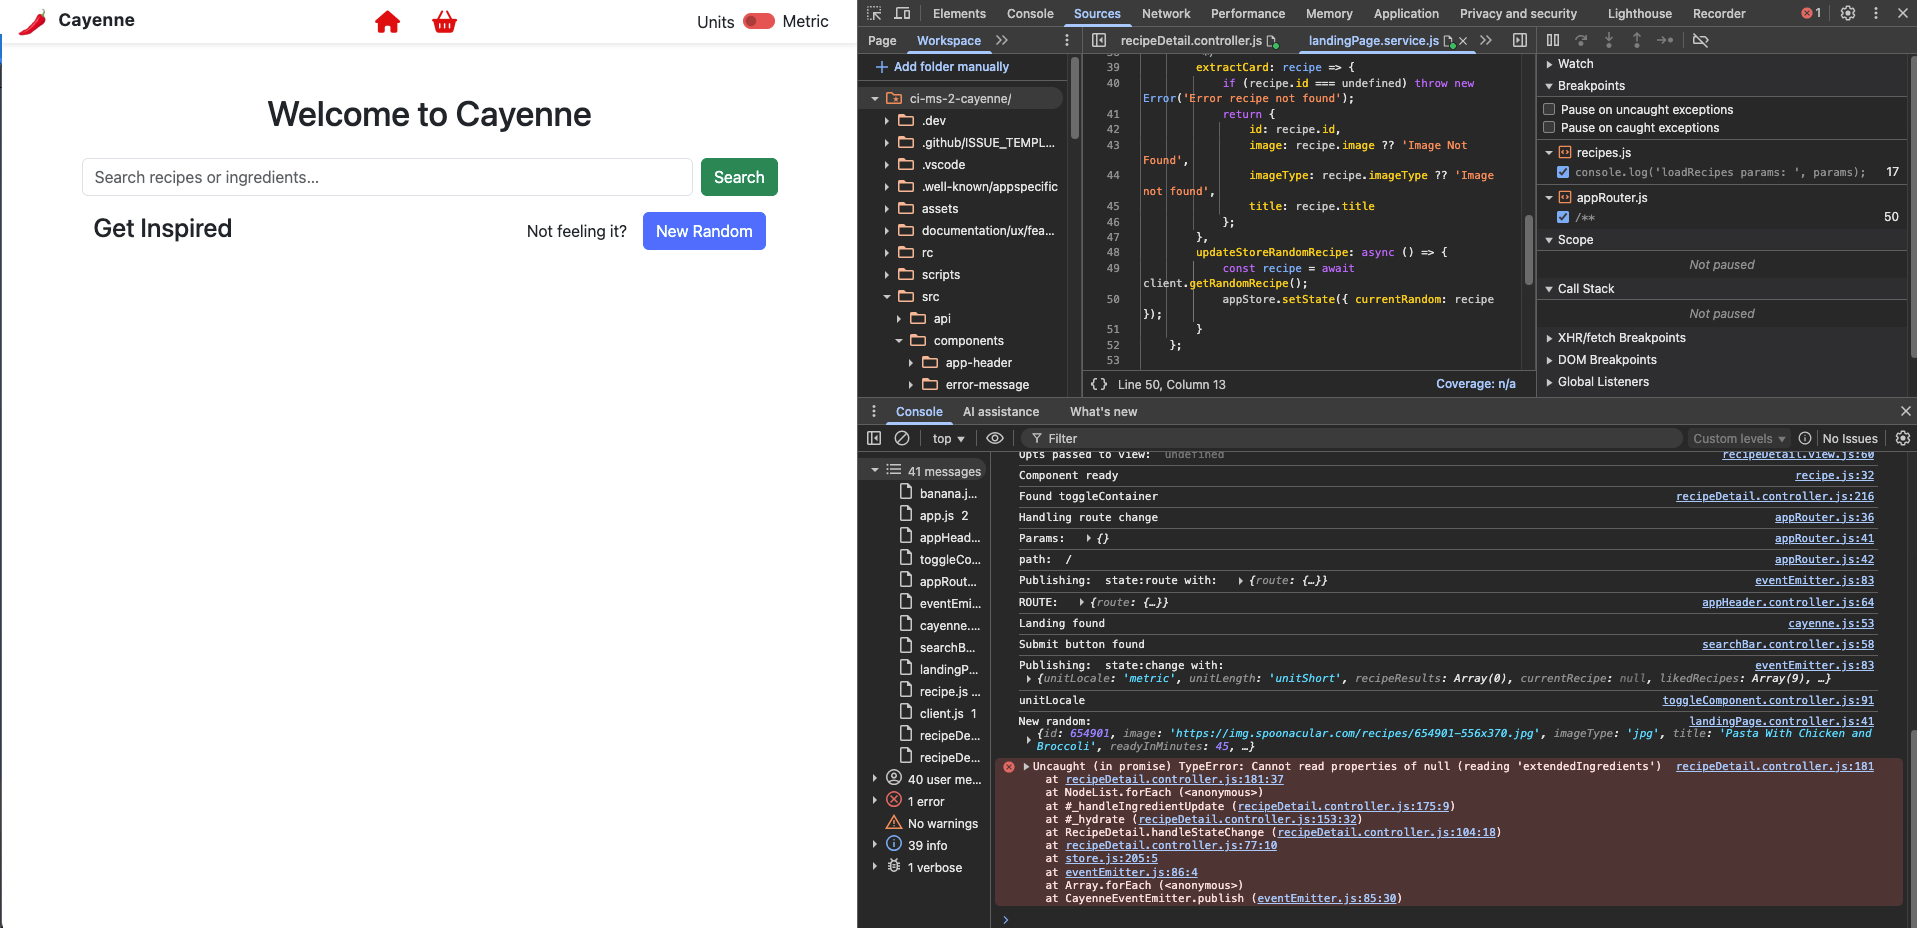 Cayenne
Units Metric
Welcome to Cayenne
Search recipes or ingredients...
Search
Get Inspired
Not feeling it?
New Random
Elements Console Sources Network Performance Memory Application Privacy and security Lighthouse Recorder 1
Page Workspace
Add folder manually
ci-ms-2-cayenne/
.dev
.github/ISSUE_TEMPL...
.vscode
.well-known/appspecific
assets
documentation/ux/fea...
rc
scripts
src
api
components
app-header
error-message
recipeDetail.controller.js landingPage.service.js
39 extractCard: recipe => {
40 if (recipe.id === undefined) throw new
Error('Error recipe not found');
41 return {
42 id: recipe.id,
43 image: recipe.image ?? 'Image Not
Found',
44 imageType: recipe.imageType ?? 'Image
not found',
45 title: recipe.title
46 };
47 },
48 updateStoreRandomRecipe: async () => {
49 const recipe = await
client.getRandomRecipe();
50 appStore.setState({ currentRandom: recipe
});
51 }
52 };
53
{} Line 50, Column 13 Coverage: n/a
Watch
Breakpoints
Pause on uncaught exceptions
Pause on caught exceptions
recipes.js
console.log('loadRecipes params: ', params); 17
appRouter.js
/** 50
Scope
Not paused
Call Stack
Not paused
XHR/fetch Breakpoints
DOM Breakpoints
Global Listeners
Console AI assistance What's new
top Filter Custom levels No Issues
41 messages
banana.j...
app.js 2
appHead...
toggleCo...
appRout...
eventEmi...
cayenne....
searchB...
landingP...
recipe.js ...
client.js 1
recipeDe...
recipeDe...
40 user me...
1 error
No warnings
39 info
1 verbose
Opts passed to view: undefined recipeDetail.view.js:60
Component ready recipe.js:32
Found toggleContainer recipeDetail.controller.js:216
Handling route change appRouter.js:36
Params: {} appRouter.js:41
path: / appRouter.js:42
Publishing: state:route with: {route: {…}} eventEmitter.js:83
ROUTE: {route: {…}} appHeader.controller.js:64
Landing found cayenne.js:53
Submit button found searchBar.controller.js:58
Publishing: state:change with: eventEmitter.js:83
{unitLocale: 'metric', unitLength: 'unitShort', recipeResults: Array(0), currentRecipe: null, likedRecipes: Array(9), …}
unitLocale toggleComponent.controller.js:91
New random: landingPage.controller.js:41
{id: 654901, image: 'https://img.spoonacular.com/recipes/654901-556x370.jpg', imageType: 'jpg', title: 'Pasta With Chicken and
Broccoli', readyInMinutes: 45, …}
Uncaught (in promise) TypeError: Cannot read properties of null (reading 'extendedIngredients') recipeDetail.controller.js:181
at recipeDetail.controller.js:181:37
at NodeList.forEach (<anonymous>)
at #_handleIngredientUpdate (recipeDetail.controller.js:175:9)
at #_hydrate (recipeDetail.controller.js:153:32)
at RecipeDetail.handleStateChange (recipeDetail.controller.js:104:18)
at recipeDetail.controller.js:77:10
at store.js:205:5
at eventEmitter.js:86:4
at Array.forEach (<anonymous>)
at CayenneEventEmitter.publish (eventEmitter.js:85:30)